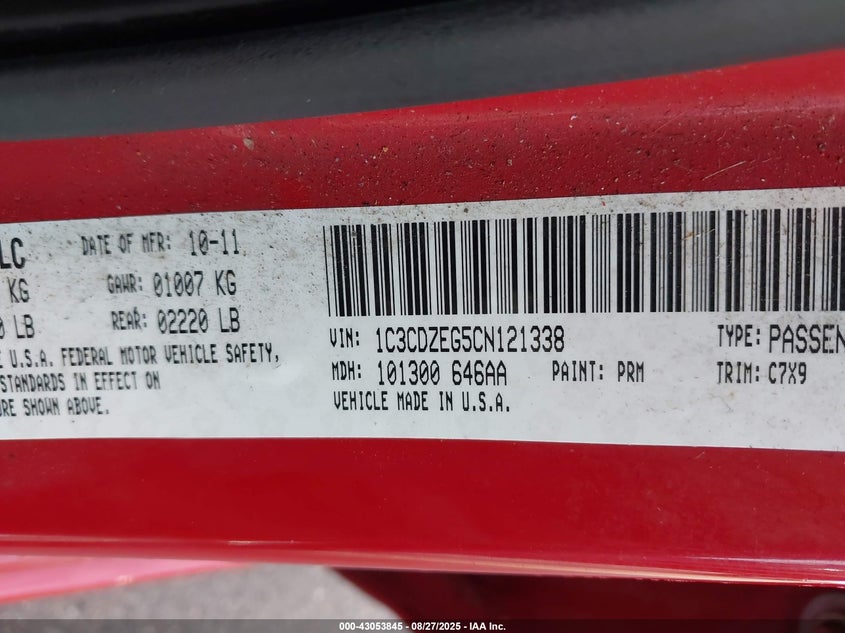 LC DATE OF MFR: 10-11
KG GAWR: 01007 KG
LB REAR: 02220 LB
U.S.A. FEDERAL MOTOR VEHICLE SAFETY,
STANDARDS IN EFFECT ON
SHOWN ABOVE.
VIN: 1C3CDZEG5CN121338 TYPE: PASSEN
MDH: 101300 646AA PAINT: PRM TRIM: C7X9
VEHICLE MADE IN U.S.A.
000-43053845 - 08/27/2025 - IAA Inc.